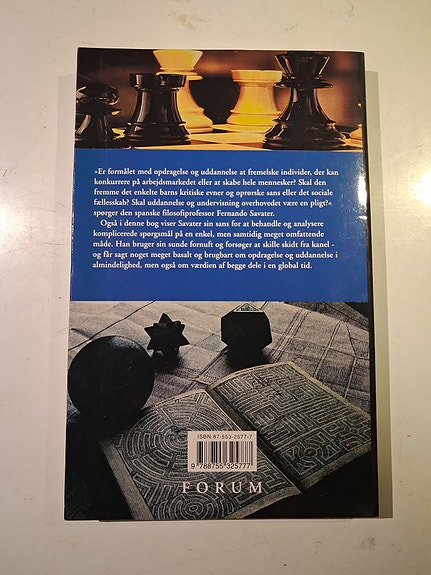 »Er formålet med opdragelse og uddannelse at fremelske individer, der kan
konkurrere på arbejdsmarkedet eller at skabe hele mennesker? Skal den
fremme det enkelte barns kritiske evner og oprørske sans eller det sociale
fællesskab? Skal uddannelse og undervisning overhovedet være en pligt?«
spørger den spanske filosofiprofessor Fernando Savater.
Også i denne bog viser Savater sin sans for at behandle og analysere
komplicerede spørgsmål på en enkel, men samtidig meget omfattende
måde. Han bruger sin sunde fornuft og forsøger at skille skidt fra kanel -
og får sagt noget meget basalt og brugbart om opdragelse og uddannelse i
almindelighed, men også om værdien af begge dele i en global tid.
ISBN 87-553-2577-7
9 788755 325777
FORUM